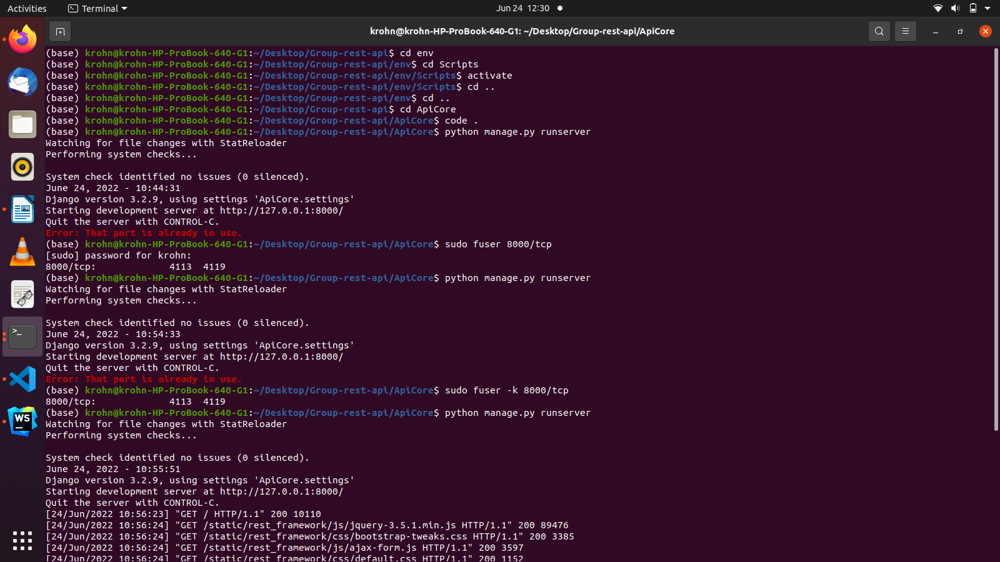 Activities
Terminal
Jun 24 12:30
krohn@krohn-HP-ProBook-640-G1: ~/Desktop/Group-rest-api/ApiCore
(base) krohn@krohn-HP-ProBook-640-G1:~/Desktop/Group-rest-api$ cd env
(base) krohn@krohn-HP-ProBook-640-G1:~/Desktop/Group-rest-api/env$ cd Scripts
(base) krohn@krohn-HP-ProBook-640-G1:~/Desktop/Group-rest-api/env/Scripts$ activate
(base) krohn@krohn-HP-ProBook-640-G1:~/Desktop/Group-rest-api/env/Scripts$ cd ..
(base) krohn@krohn-HP-ProBook-640-G1:~/Desktop/Group-rest-api/env$ cd ..
(base) krohn@krohn-HP-ProBook-640-G1:~/Desktop/Group-rest-api$ cd ApiCore
(base) krohn@krohn-HP-ProBook-640-G1:~/Desktop/Group-rest-api/ApiCore$ code .
(base) krohn@krohn-HP-ProBook-640-G1:~/Desktop/Group-rest-api/ApiCore$ python manage.py runserver
Watching for file changes with StatReloader
Performing system checks...
System check identified no issues (0 silenced).
June 24, 2022 - 10:44:31
Django version 3.2.9, using settings 'ApiCore.settings'
Starting development server at http://127.0.0.1:8000/
Quit the server with CONTROL-C.
Error: That port is already in use.
(base) krohn@krohn-HP-ProBook-640-G1:~/Desktop/Group-rest-api/ApiCore$ sudo fuser 8000/tcp
[sudo] password for krohn:
8000/tcp:             4113  4119
(base) krohn@krohn-HP-ProBook-640-G1:~/Desktop/Group-rest-api/ApiCore$ python manage.py runserver
Watching for file changes with StatReloader
Performing system checks...
System check identified no issues (0 silenced).
June 24, 2022 - 10:54:33
Django version 3.2.9, using settings 'ApiCore.settings'
Starting development server at http://127.0.0.1:8000/
Quit the server with CONTROL-C.
Error: That port is already in use.
(base) krohn@krohn-HP-ProBook-640-G1:~/Desktop/Group-rest-api/ApiCore$ sudo fuser -k 8000/tcp
8000/tcp:             4113  4119
(base) krohn@krohn-HP-ProBook-640-G1:~/Desktop/Group-rest-api/ApiCore$ python manage.py runserver
Watching for file changes with StatReloader
Performing system checks...
System check identified no issues (0 silenced).
June 24, 2022 - 10:55:51
Django version 3.2.9, using settings 'ApiCore.settings'
Starting development server at http://127.0.0.1:8000/
Quit the server with CONTROL-C.
[24/Jun/2022 10:56:23] "GET / HTTP/1.1" 200 10110
[24/Jun/2022 10:56:24] "GET /static/rest_framework/js/jquery-3.5.1.min.js HTTP/1.1" 200 89476
[24/Jun/2022 10:56:24] "GET /static/rest_framework/css/bootstrap-tweaks.css HTTP/1.1" 200 3385
[24/Jun/2022 10:56:24] "GET /static/rest_framework/js/ajax-form.js HTTP/1.1" 200 3597
[24/Jun/2022 10:56:24] "GET /static/rest_framework/css/default.css HTTP/1.1" 200 1152
>_
WS